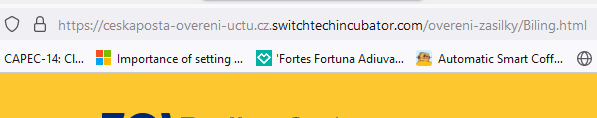 https://ceskaposta-overeni-uctu.cz.switchtechincubator.com/overeni-zasilky/Biling.html
CAPEC-14: Cl... Importance of setting ... 'Fortes Fortuna Adiuva... Automatic Smart Coff...